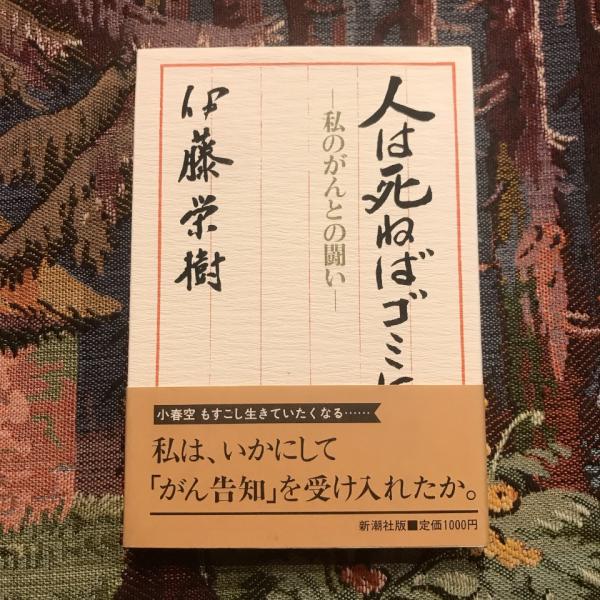 人は死ねばゴミに
―私のがんとの闘い―
伊藤栄樹
小春空 もすこし生きていたくなる……
私は、いかにして
「がん告知」を受け入れたか。
新潮社版■定価1000円